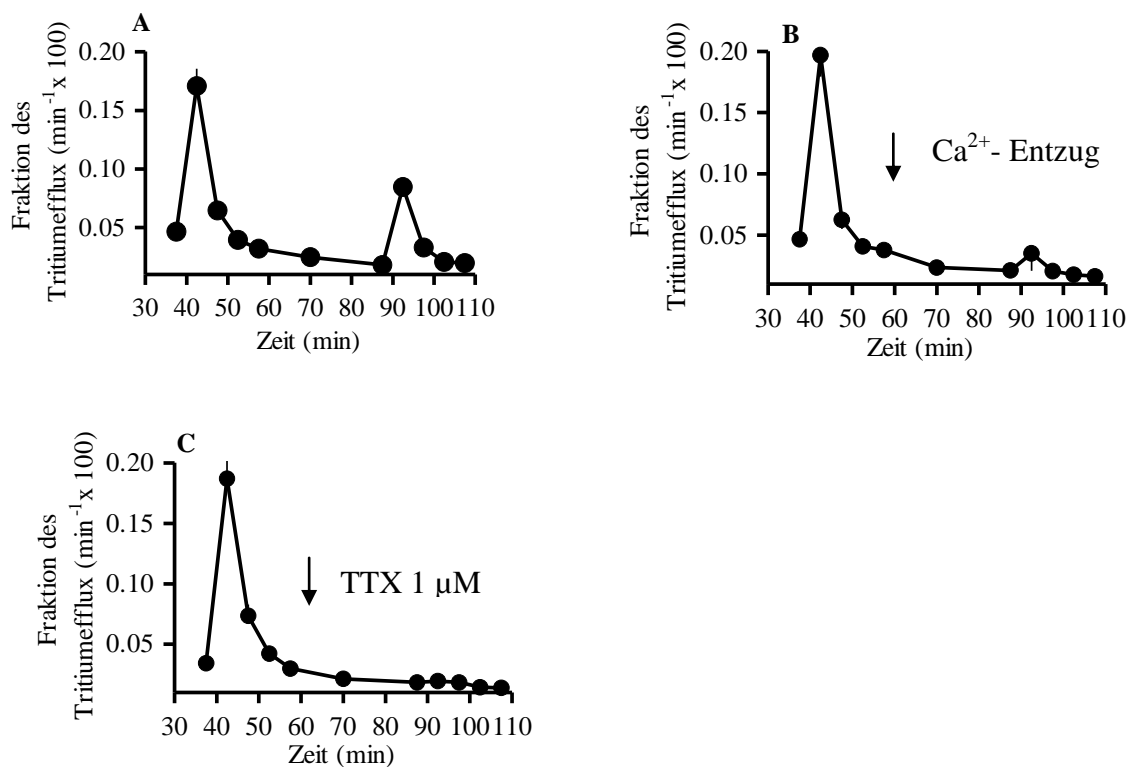 A
Fraktion des
Tritiumefflux (min⁻¹ x 100)
0.20
0.15
0.10
0.05
30 40 50 60 70 80 90 100 110
Zeit (min)
B
Fraktion des
Tritiumefflux (min⁻¹ x 100)
0.20
0.15
0.10
0.05
Ca²⁺- Entzug
30 40 50 60 70 80 90 100 110
Zeit (min)
C
Fraktion des
Tritiumefflux (min⁻¹ x 100)
0.20
0.15
0.10
0.05
TTX 1 µM
30 40 50 60 70 80 90 100 110
Zeit (min)